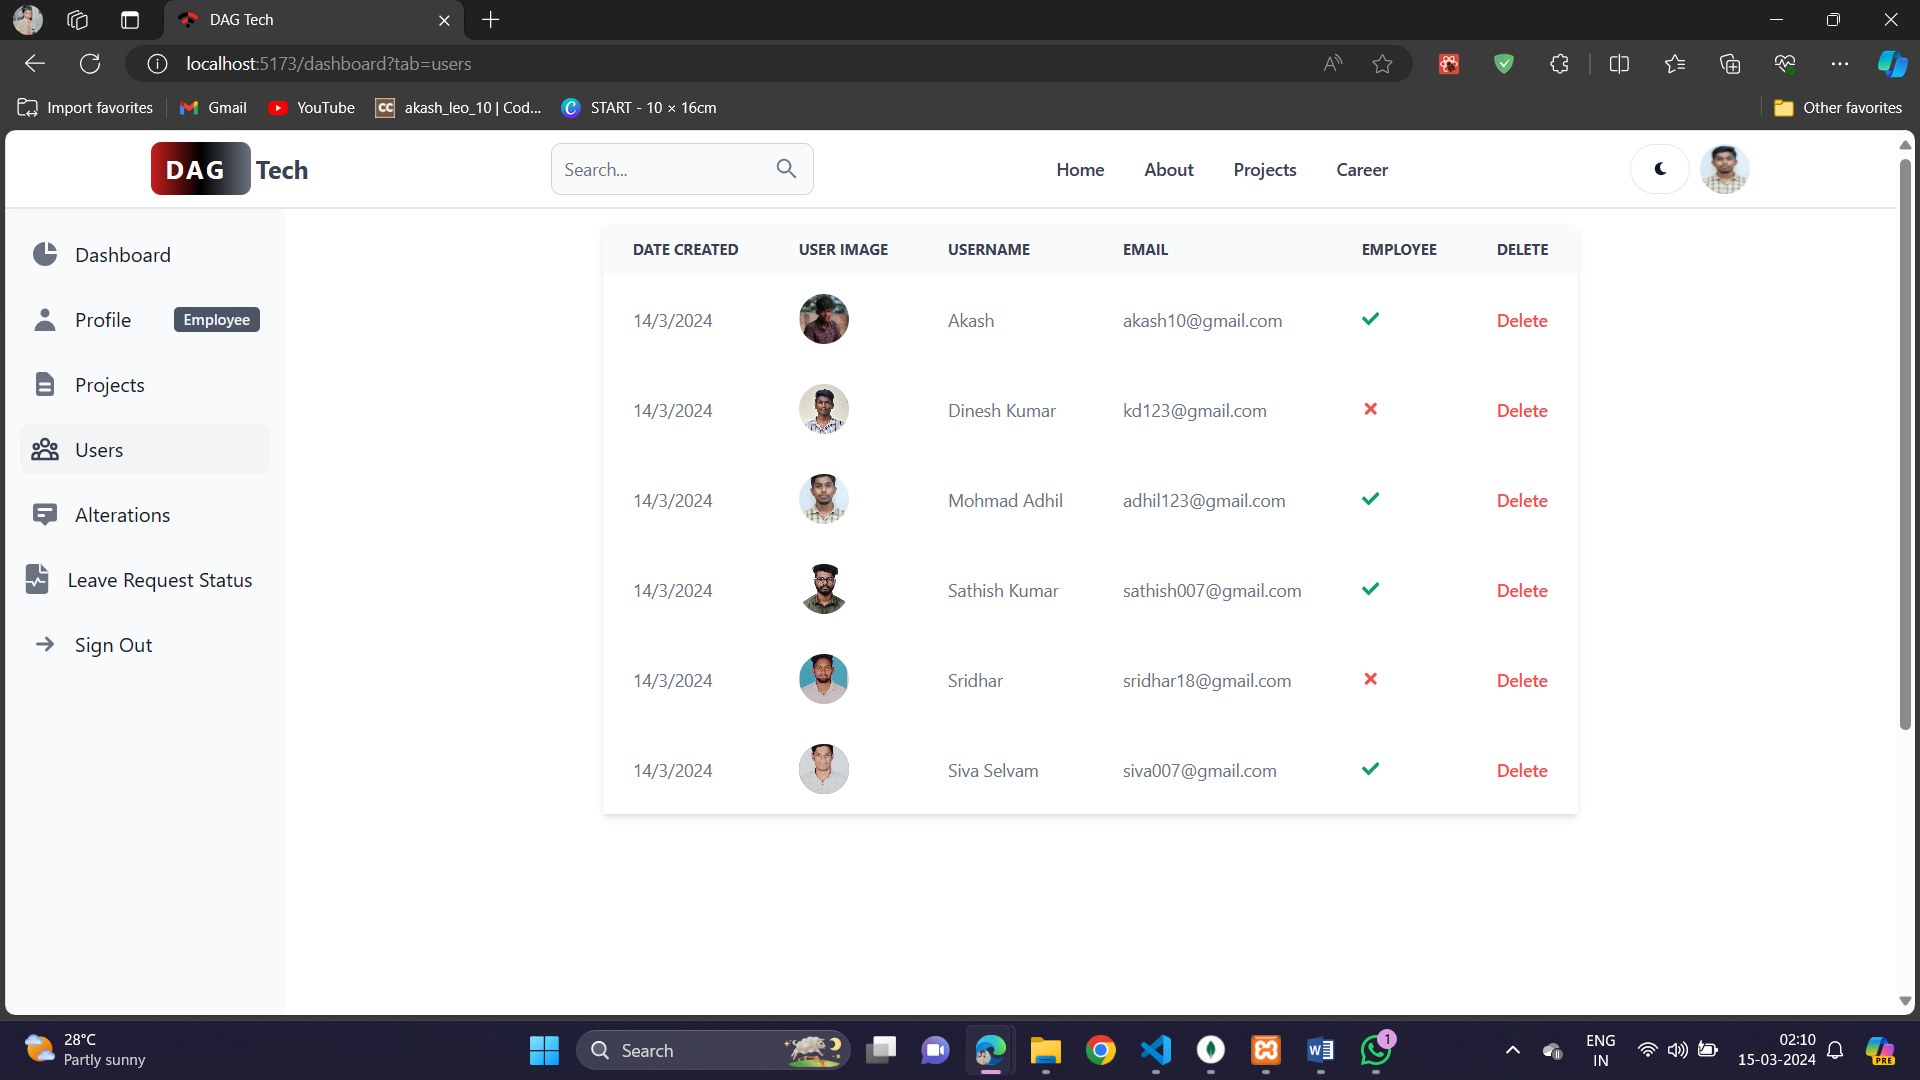 DAG Tech
localhost:5173/dashboard?tab=users
Import favorites
Gmail
YouTube
akash_leo_10 | Cod...
START - 10 × 16cm
Other favorites
DAG Tech
Search...
Home
About
Projects
Career
Dashboard
Profile
Employee
Projects
Users
Alterations
Leave Request Status
Sign Out
DATE CREATED USER IMAGE USERNAME EMAIL EMPLOYEE DELETE
14/3/2024 Akash akash10@gmail.com Delete
14/3/2024 Dinesh Kumar kd123@gmail.com Delete
14/3/2024 Mohmad Adhil adhil123@gmail.com Delete
14/3/2024 Sathish Kumar sathish007@gmail.com Delete
14/3/2024 Sridhar sridhar18@gmail.com Delete
14/3/2024 Siva Selvam siva007@gmail.com Delete
28°C
Partly sunny
Search
1
ENG
IN
02:10
15-03-2024
PRE